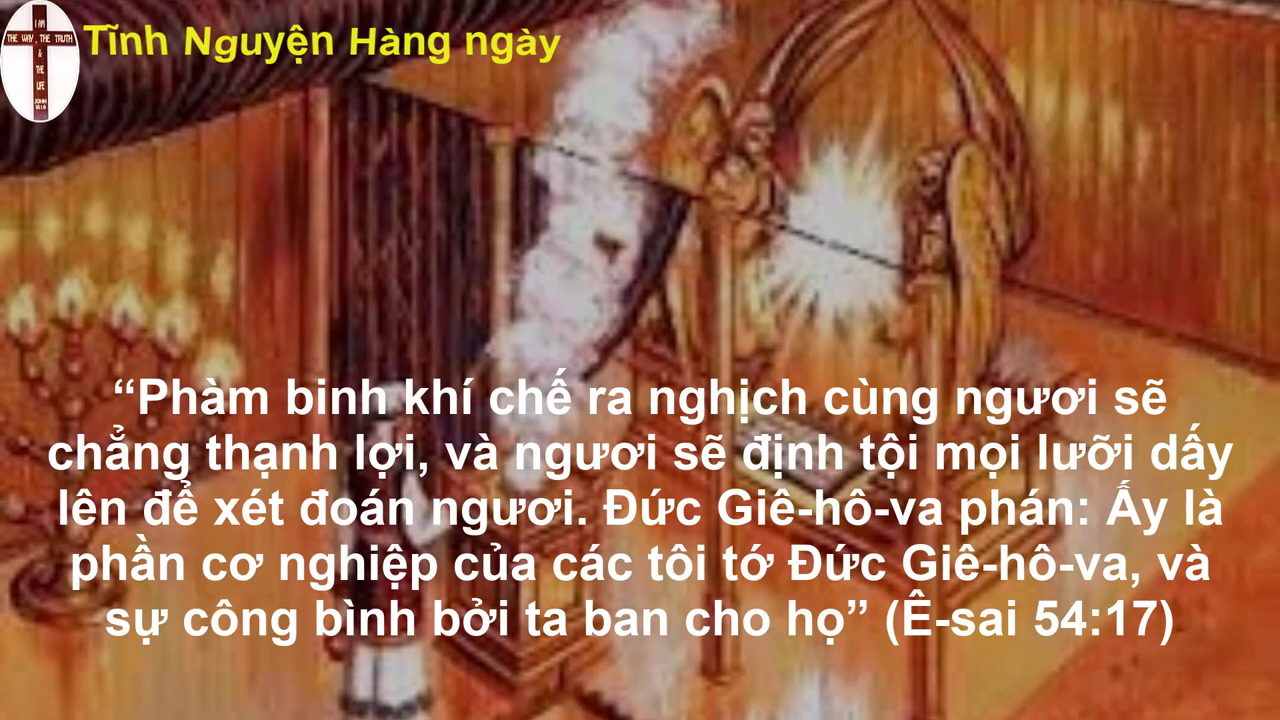 I AM
THE WAY, THE TRUTH
&
THE
LIFE
JOHN
14:6
Tĩnh Nguyện Hàng ngày
“Phàm binh khí chế ra nghịch cùng ngươi sẽ
chẳng thạnh lợi, và ngươi sẽ định tội mọi lưỡi dấy
lên để xét đoán ngươi. Đức Giê-hô-va phán: Ấy là
phần cơ nghiệp của các tôi tớ Đức Giê-hô-va, và
sự công bình bởi ta ban cho họ” (Ê-sai 54:17)